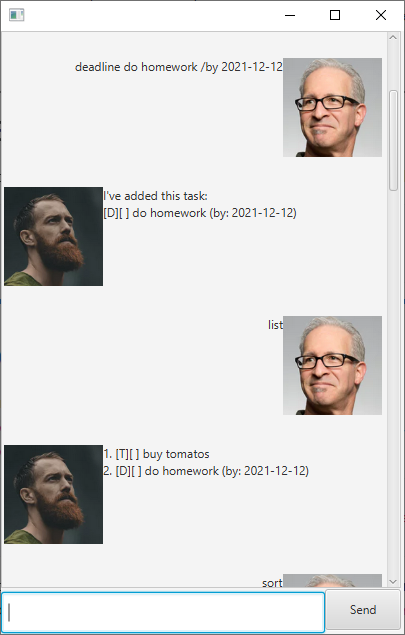 deadline do homework /by 2021-12-12
I've added this task:
[D][ ] do homework (by: 2021-12-12)
list
1. [T][ ] buy tomatos
2. [D][ ] do homework (by: 2021-12-12)
sort
Send